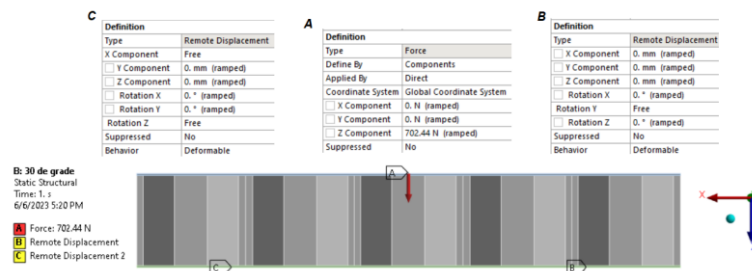 C
Definition
Type Remote Displacement
X Component Free
Y Component 0. mm (ramped)
Z Component 0. mm (ramped)
Rotation X 0. ° (ramped)
Rotation Y 0. ° (ramped)
Rotation Z Free
Suppressed No
Behavior Deformable
A
Definition
Type Force
Define By Components
Applied By Direct
Coordinate System Global Coordinate System
X Component 0. N (ramped)
Y Component 0. N (ramped)
Z Component 702.44 N (ramped)
Suppressed No
B
Definition
Type Remote Displacement
X Component 0. mm (ramped)
Y Component 0. mm (ramped)
Z Component 0. mm (ramped)
Rotation X 0. ° (ramped)
Rotation Y Free
Rotation Z 0. ° (ramped)
Suppressed No
Behavior Deformable
B: 30 de grade
Static Structural
Time: 1. s
6/6/2023 5:20 PM
A Force: 702.44 N
B Remote Displacement
C Remote Displacement 2
A
C
B
X